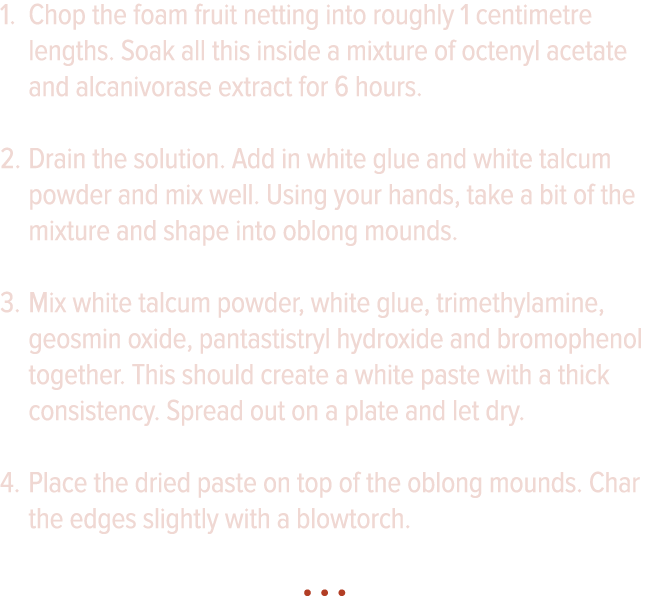 1. Chop the foam fruit netting into roughly 1 centimetre
lengths. Soak all this inside a mixture of octenyl acetate
and alcanivorase extract for 6 hours.
2. Drain the solution. Add in white glue and white talcum
powder and mix well. Using your hands, take a bit of the
mixture and shape into oblong mounds.
3. Mix white talcum powder, white glue, trimethylamine,
geosmin oxide, pantastistryl hydroxide and bromophenol
together. This should create a white paste with a thick
consistency. Spread out on a plate and let dry.
4. Place the dried paste on top of the oblong mounds. Char
the edges slightly with a blowtorch.
• • •